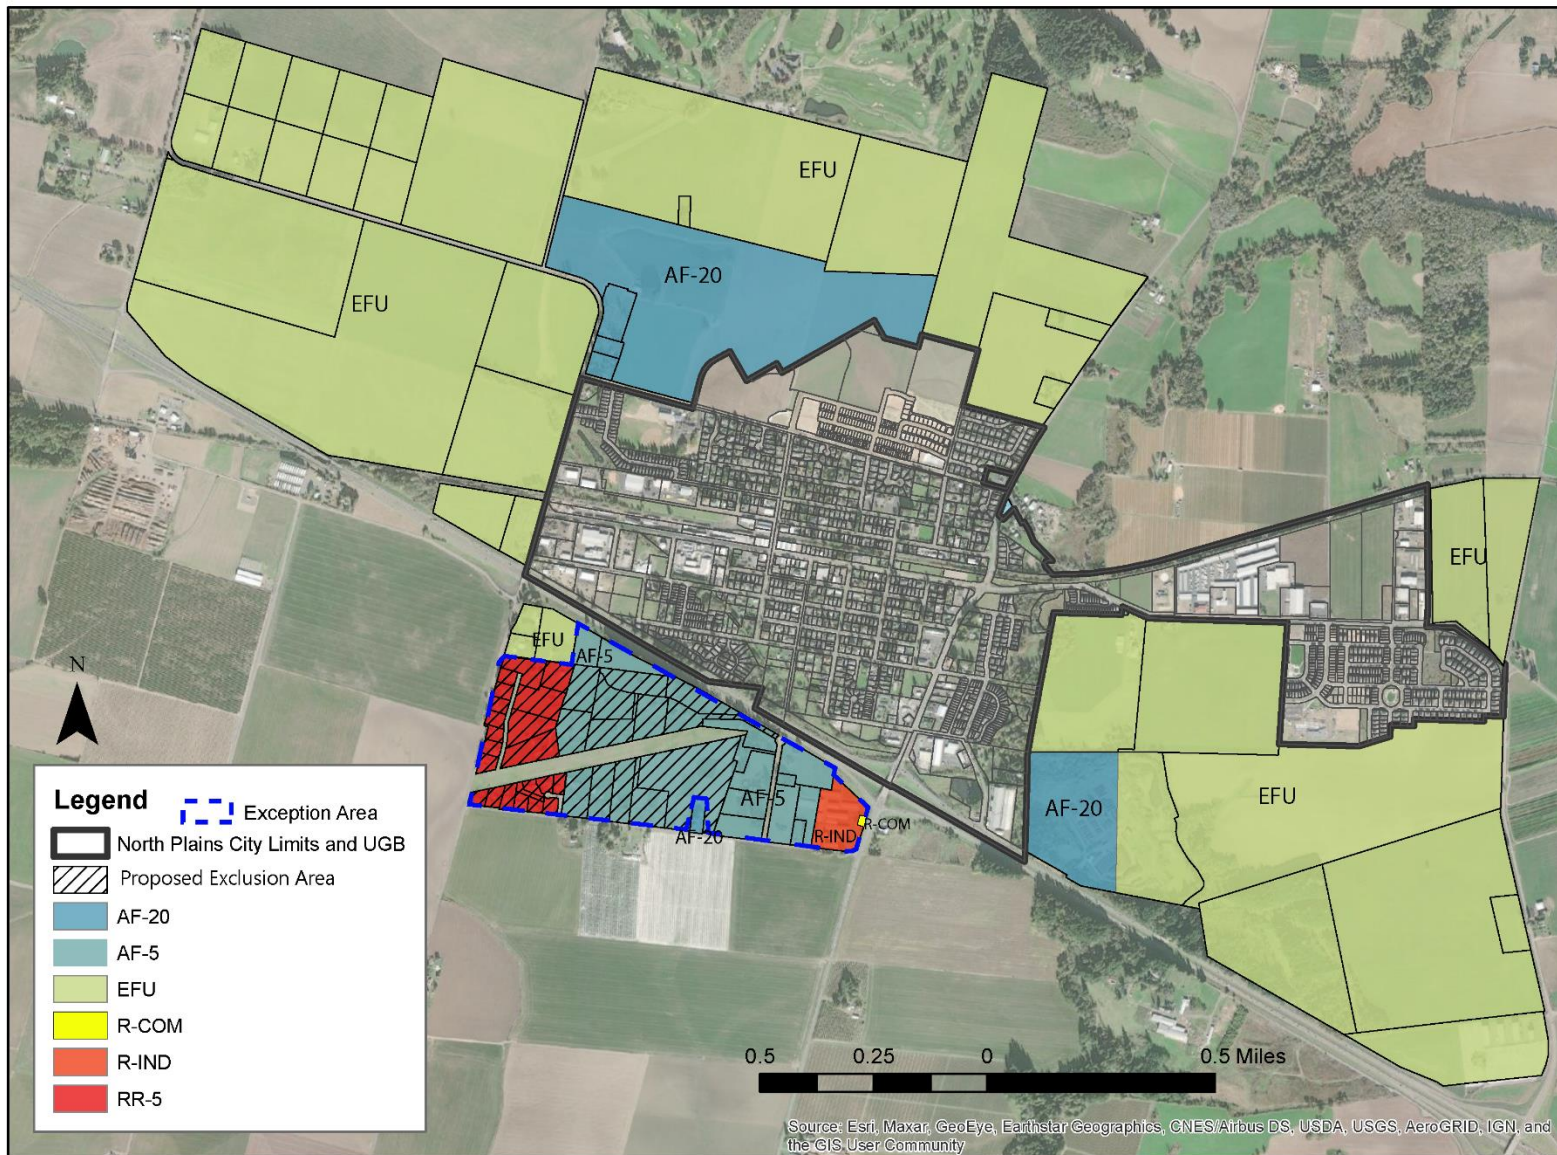 EFU
AF-20
EFU
EFU
EFU
AF-5
AF-5
AF-20
R-IND
R-COM
AF-20
EFU
N
Legend
Exception Area
North Plains City Limits and UGB
Proposed Exclusion Area
AF-20
AF-5
EFU
R-COM
R-IND
RR-5
0.5 0.25 0 0.5 Miles
Source: Esri, Maxar, GeoEye, Earthstar Geographics, CNES/Airbus DS, USDA, USGS, AeroGRID, IGN, and
the GIS User Community